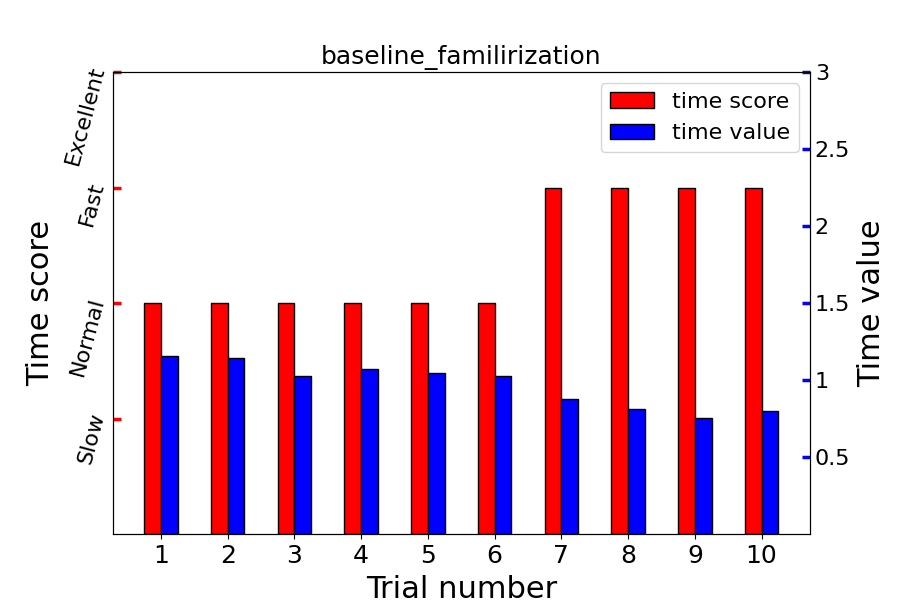 baseline_familirization
time score
time value
Time score
Excellent
Fast
Normal
Slow
3
2.5
2
1.5
1
0.5
Time value
1 2 3 4 5 6 7 8 9 10
Trial number